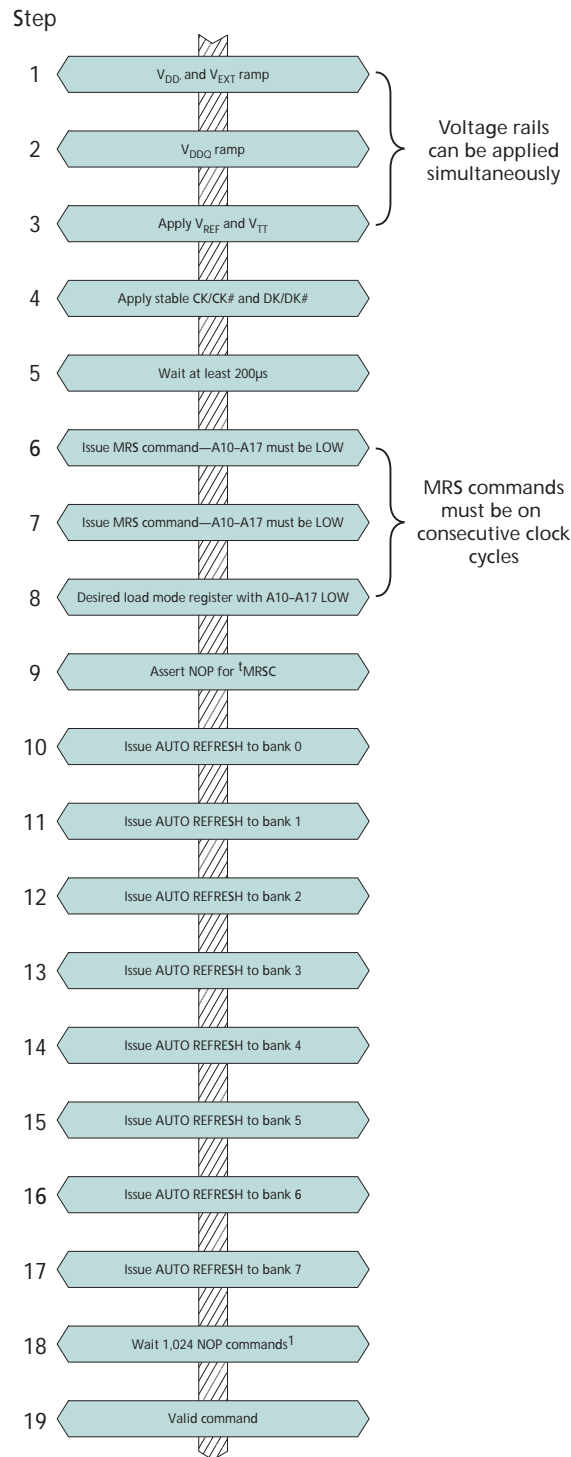 Step
1
V_DD, and V_EXT ramp
2
V_DDQ ramp
3
Apply V_REF and V_TT
Voltage rails
can be applied
simultaneously
4
Apply stable CK/CK# and DK/DK#
5
Wait at least 200μs
6
Issue MRS command—A10–A17 must be LOW
7
Issue MRS command—A10–A17 must be LOW
8
Desired load mode register with A10–A17 LOW
MRS commands
must be on
consecutive clock
cycles
9
Assert NOP for ᵗMRSC
10
Issue AUTO REFRESH to bank 0
11
Issue AUTO REFRESH to bank 1
12
Issue AUTO REFRESH to bank 2
13
Issue AUTO REFRESH to bank 3
14
Issue AUTO REFRESH to bank 4
15
Issue AUTO REFRESH to bank 5
16
Issue AUTO REFRESH to bank 6
17
Issue AUTO REFRESH to bank 7
18
Wait 1,024 NOP commands¹
19
Valid command